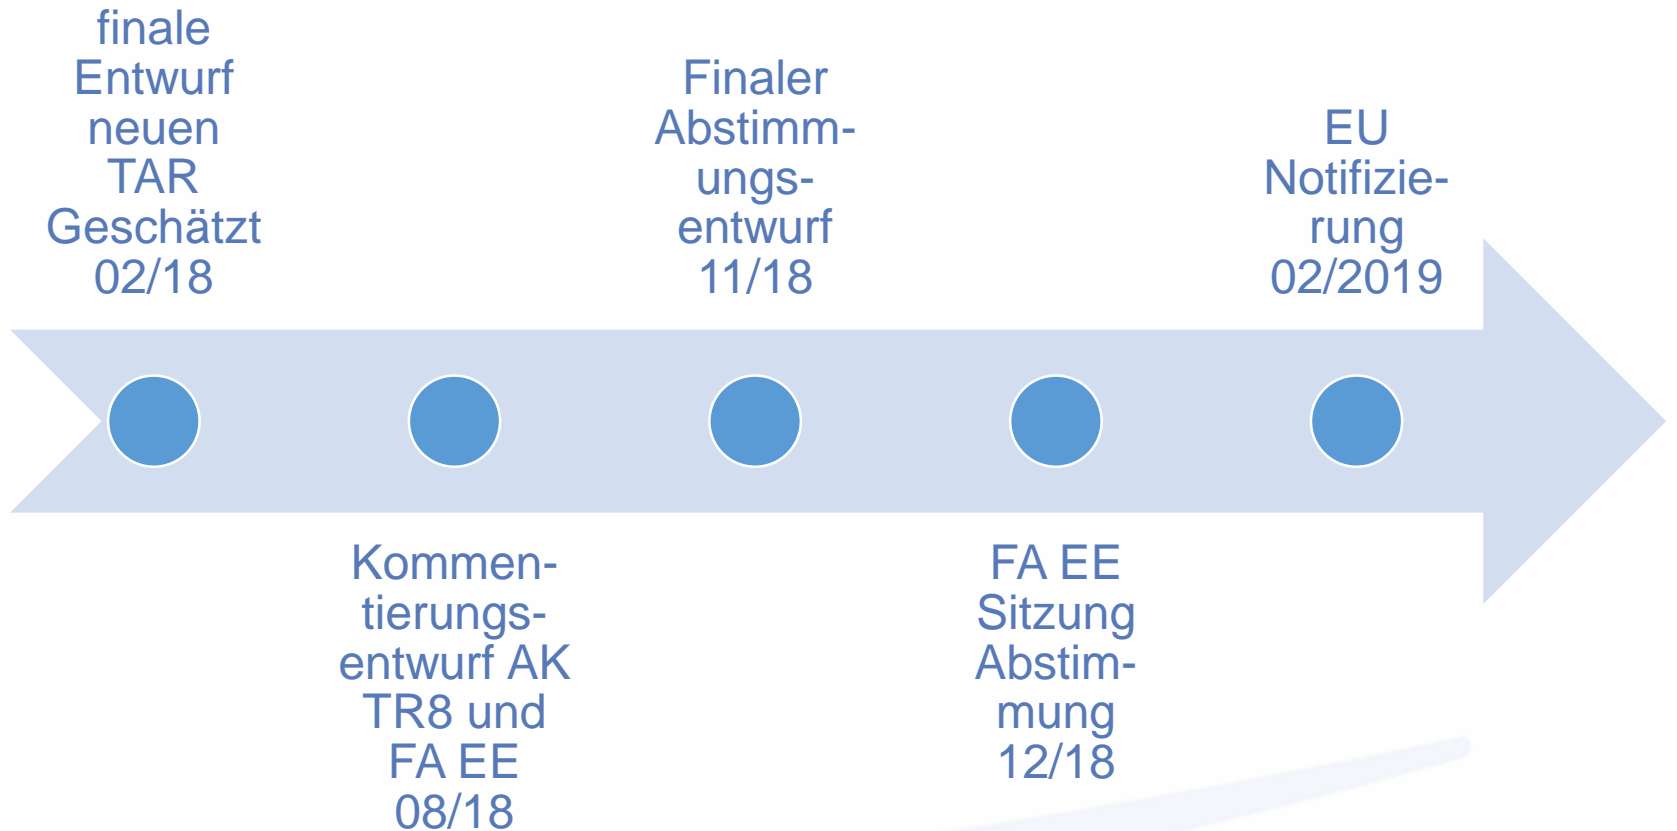 finale
Entwurf
neuen
TAR
Geschätzt
02/18
Kommen-
tierungs-
entwurf AK
TR8 und
FA EE
08/18
Finaler
Abstimm-
ungs-
entwurf
11/18
FA EE
Sitzung
Abstim-
mung
12/18
EU
Notifizie-
rung
02/2019